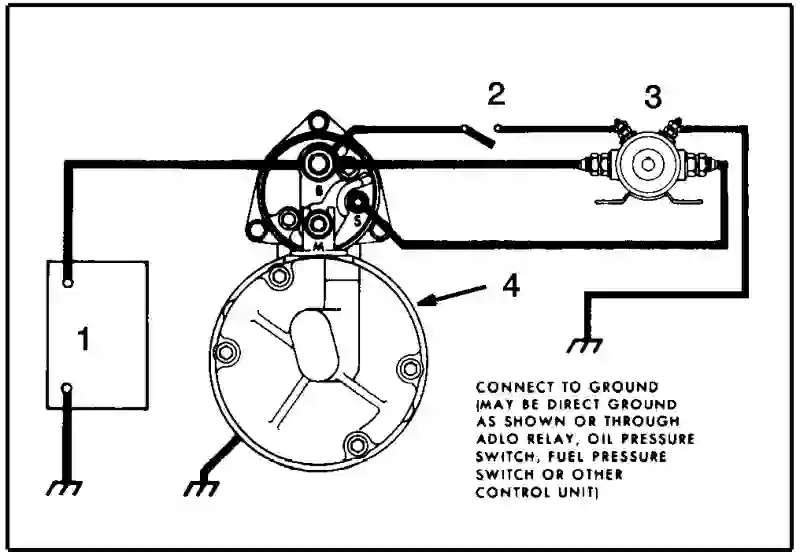 2
3
B
S
M
4
1
CONNECT TO GROUND
(MAY BE DIRECT GROUND
AS SHOWN OR THROUGH
ADLO RELAY, OIL PRESSURE
SWITCH, FUEL PRESSURE
SWITCH OR OTHER
CONTROL UNIT)